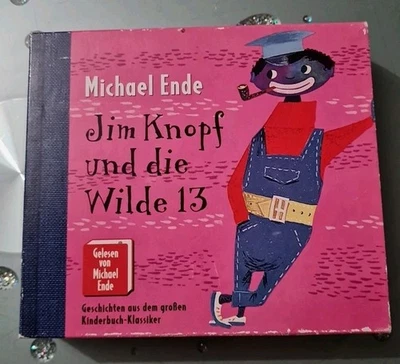 Michael Ende
Jim Knopf
und die
Wilde 13
Gelesen
von
Michael
Ende
Geschichten aus dem großen
Kinderbuch-Klassiker